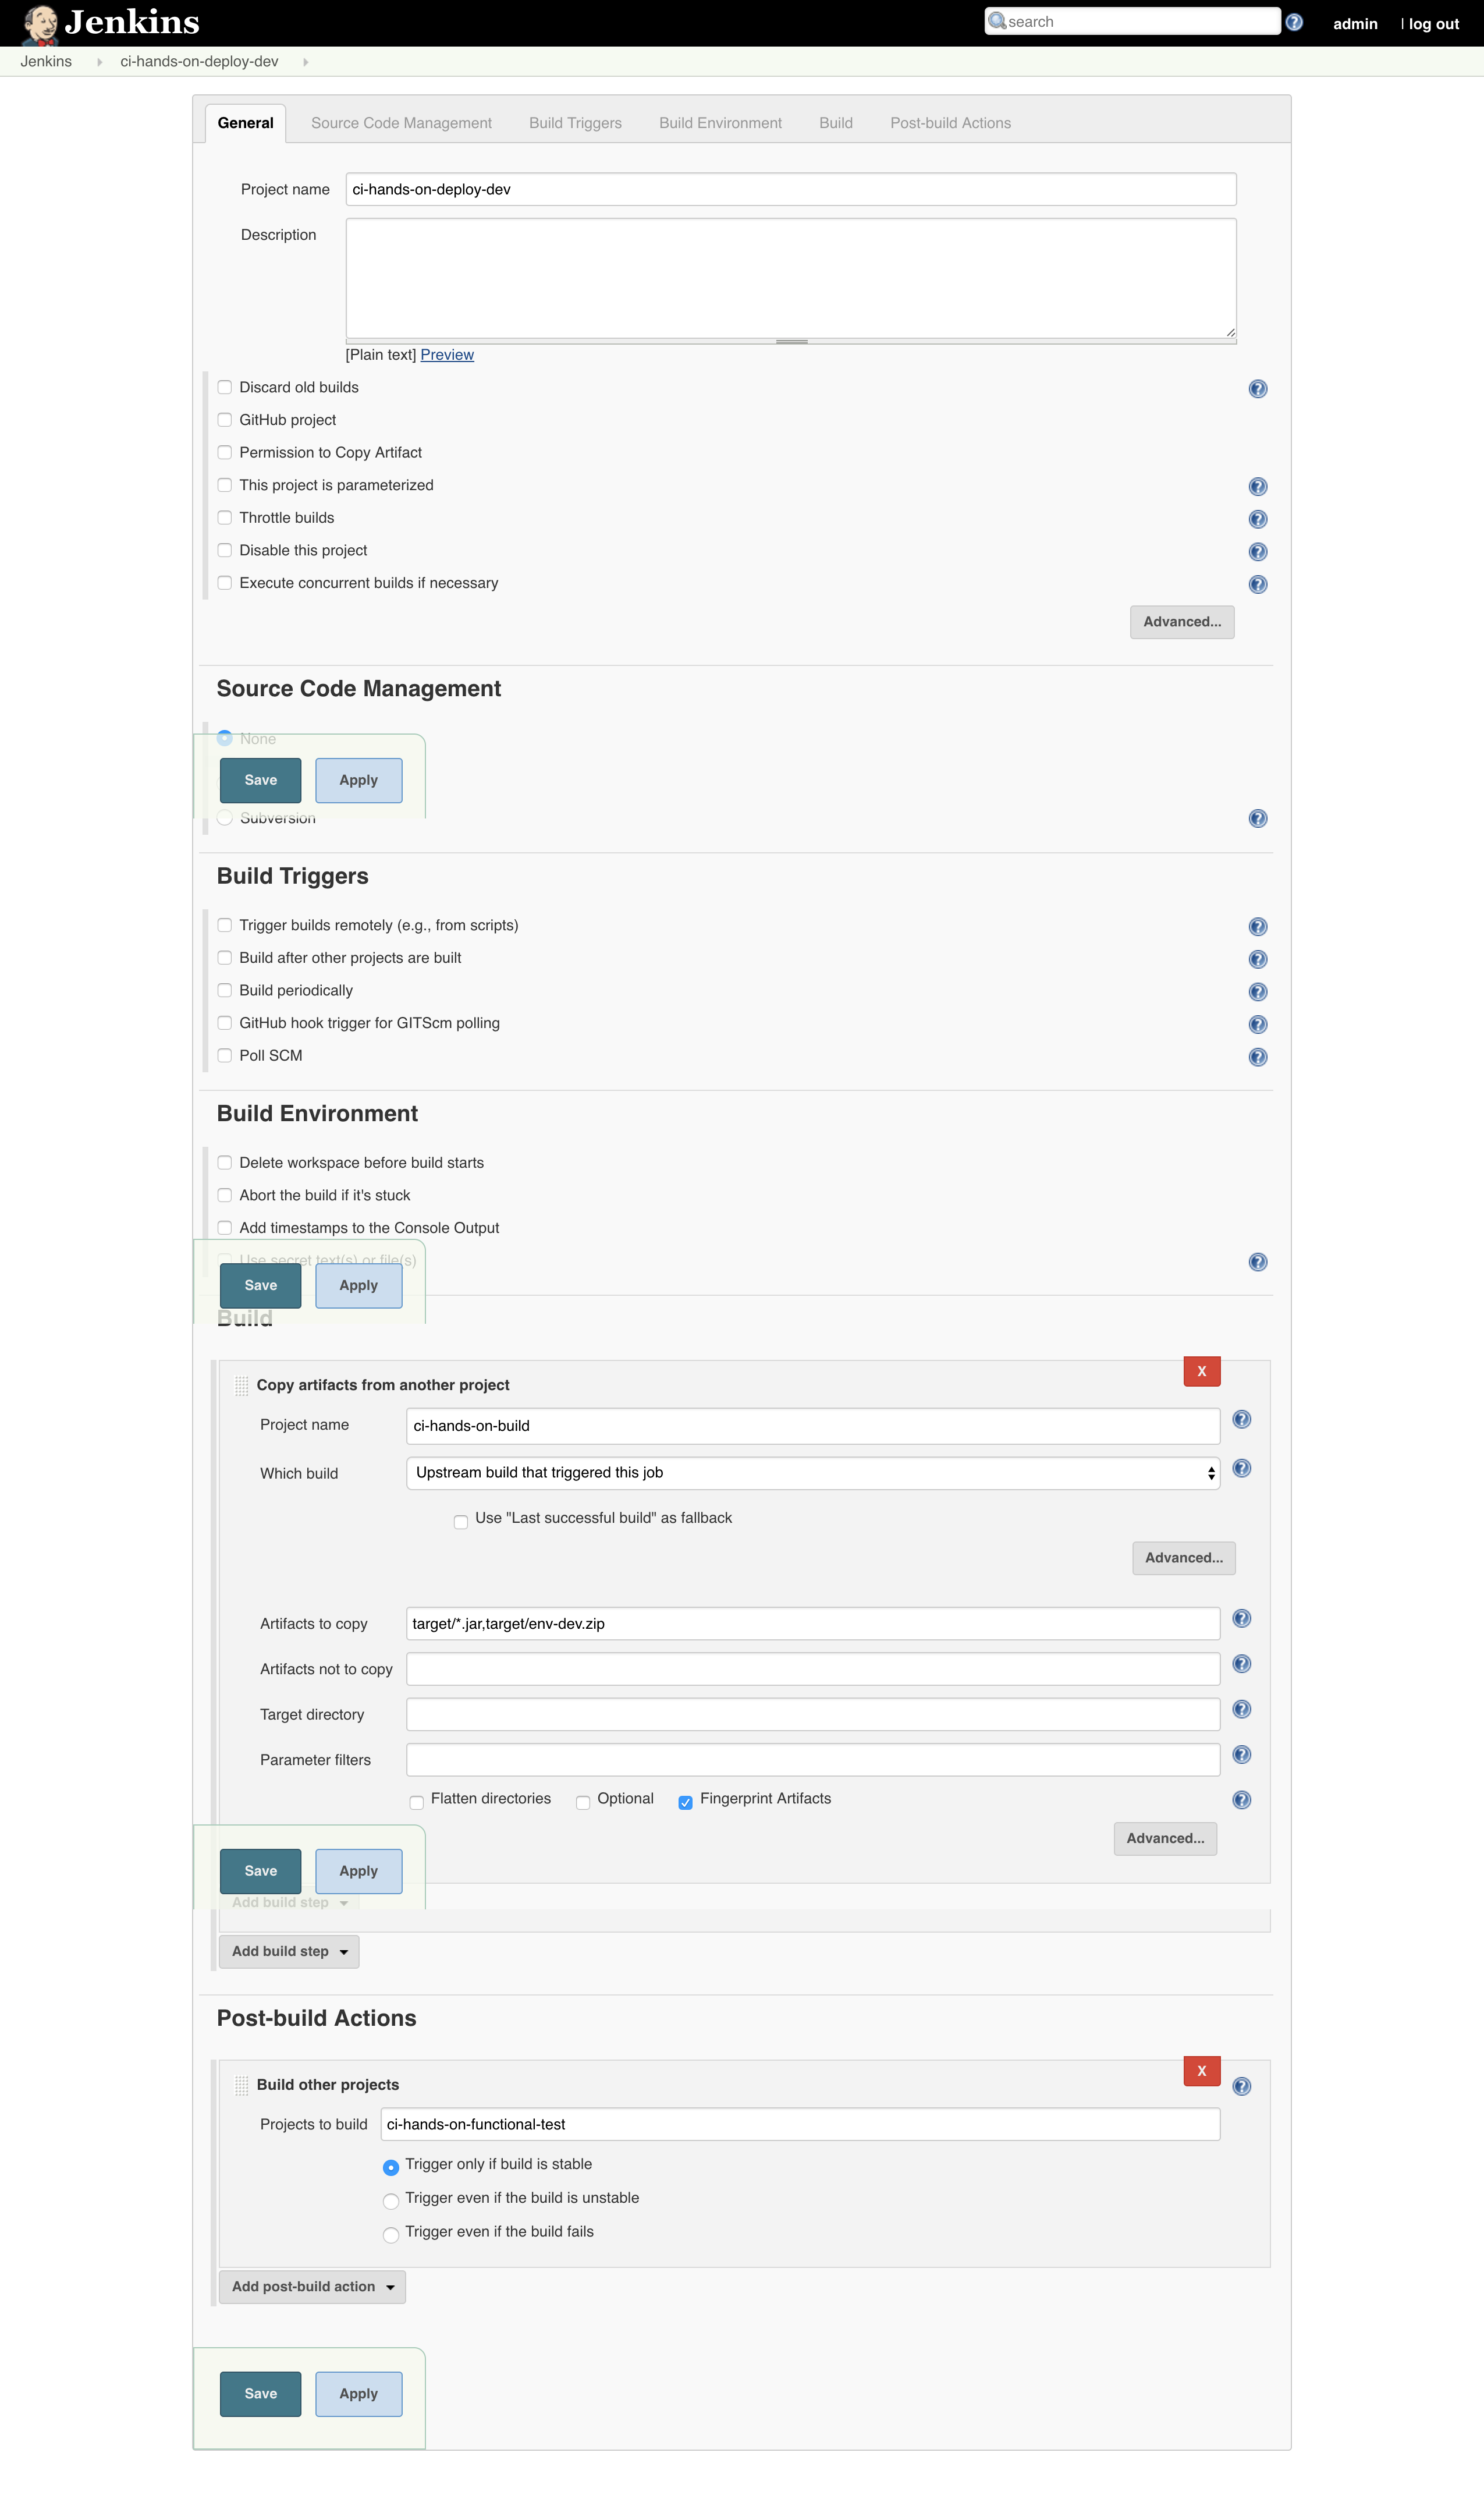 Jenkins
search
admin
| log out
Jenkins
ci-hands-on-deploy-dev
General Source Code Management Build Triggers Build Environment Build Post-build Actions
Project name ci-hands-on-deploy-dev
Description
[Plain text] Preview
Discard old builds
GitHub project
Permission to Copy Artifact
This project is parameterized
Throttle builds
Disable this project
Execute concurrent builds if necessary
Advanced...
Source Code Management
None
Save Apply
Subversion
Build Triggers
Trigger builds remotely (e.g., from scripts)
Build after other projects are built
Build periodically
GitHub hook trigger for GITScm polling
Poll SCM
Build Environment
Delete workspace before build starts
Abort the build if it's stuck
Add timestamps to the Console Output
Use secret text(s) or file(s)
Save Apply
Build
X
Copy artifacts from another project
Project name ci-hands-on-build
Which build Upstream build that triggered this job
Use "Last successful build" as fallback
Advanced...
Artifacts to copy target/*.jar,target/env-dev.zip
Artifacts not to copy
Target directory
Parameter filters
Flatten directories Optional Fingerprint Artifacts
Advanced...
Save Apply
Add build step
Add build step
Post-build Actions
X
Build other projects
Projects to build ci-hands-on-functional-test
Trigger only if build is stable
Trigger even if the build is unstable
Trigger even if the build fails
Add post-build action
Save Apply